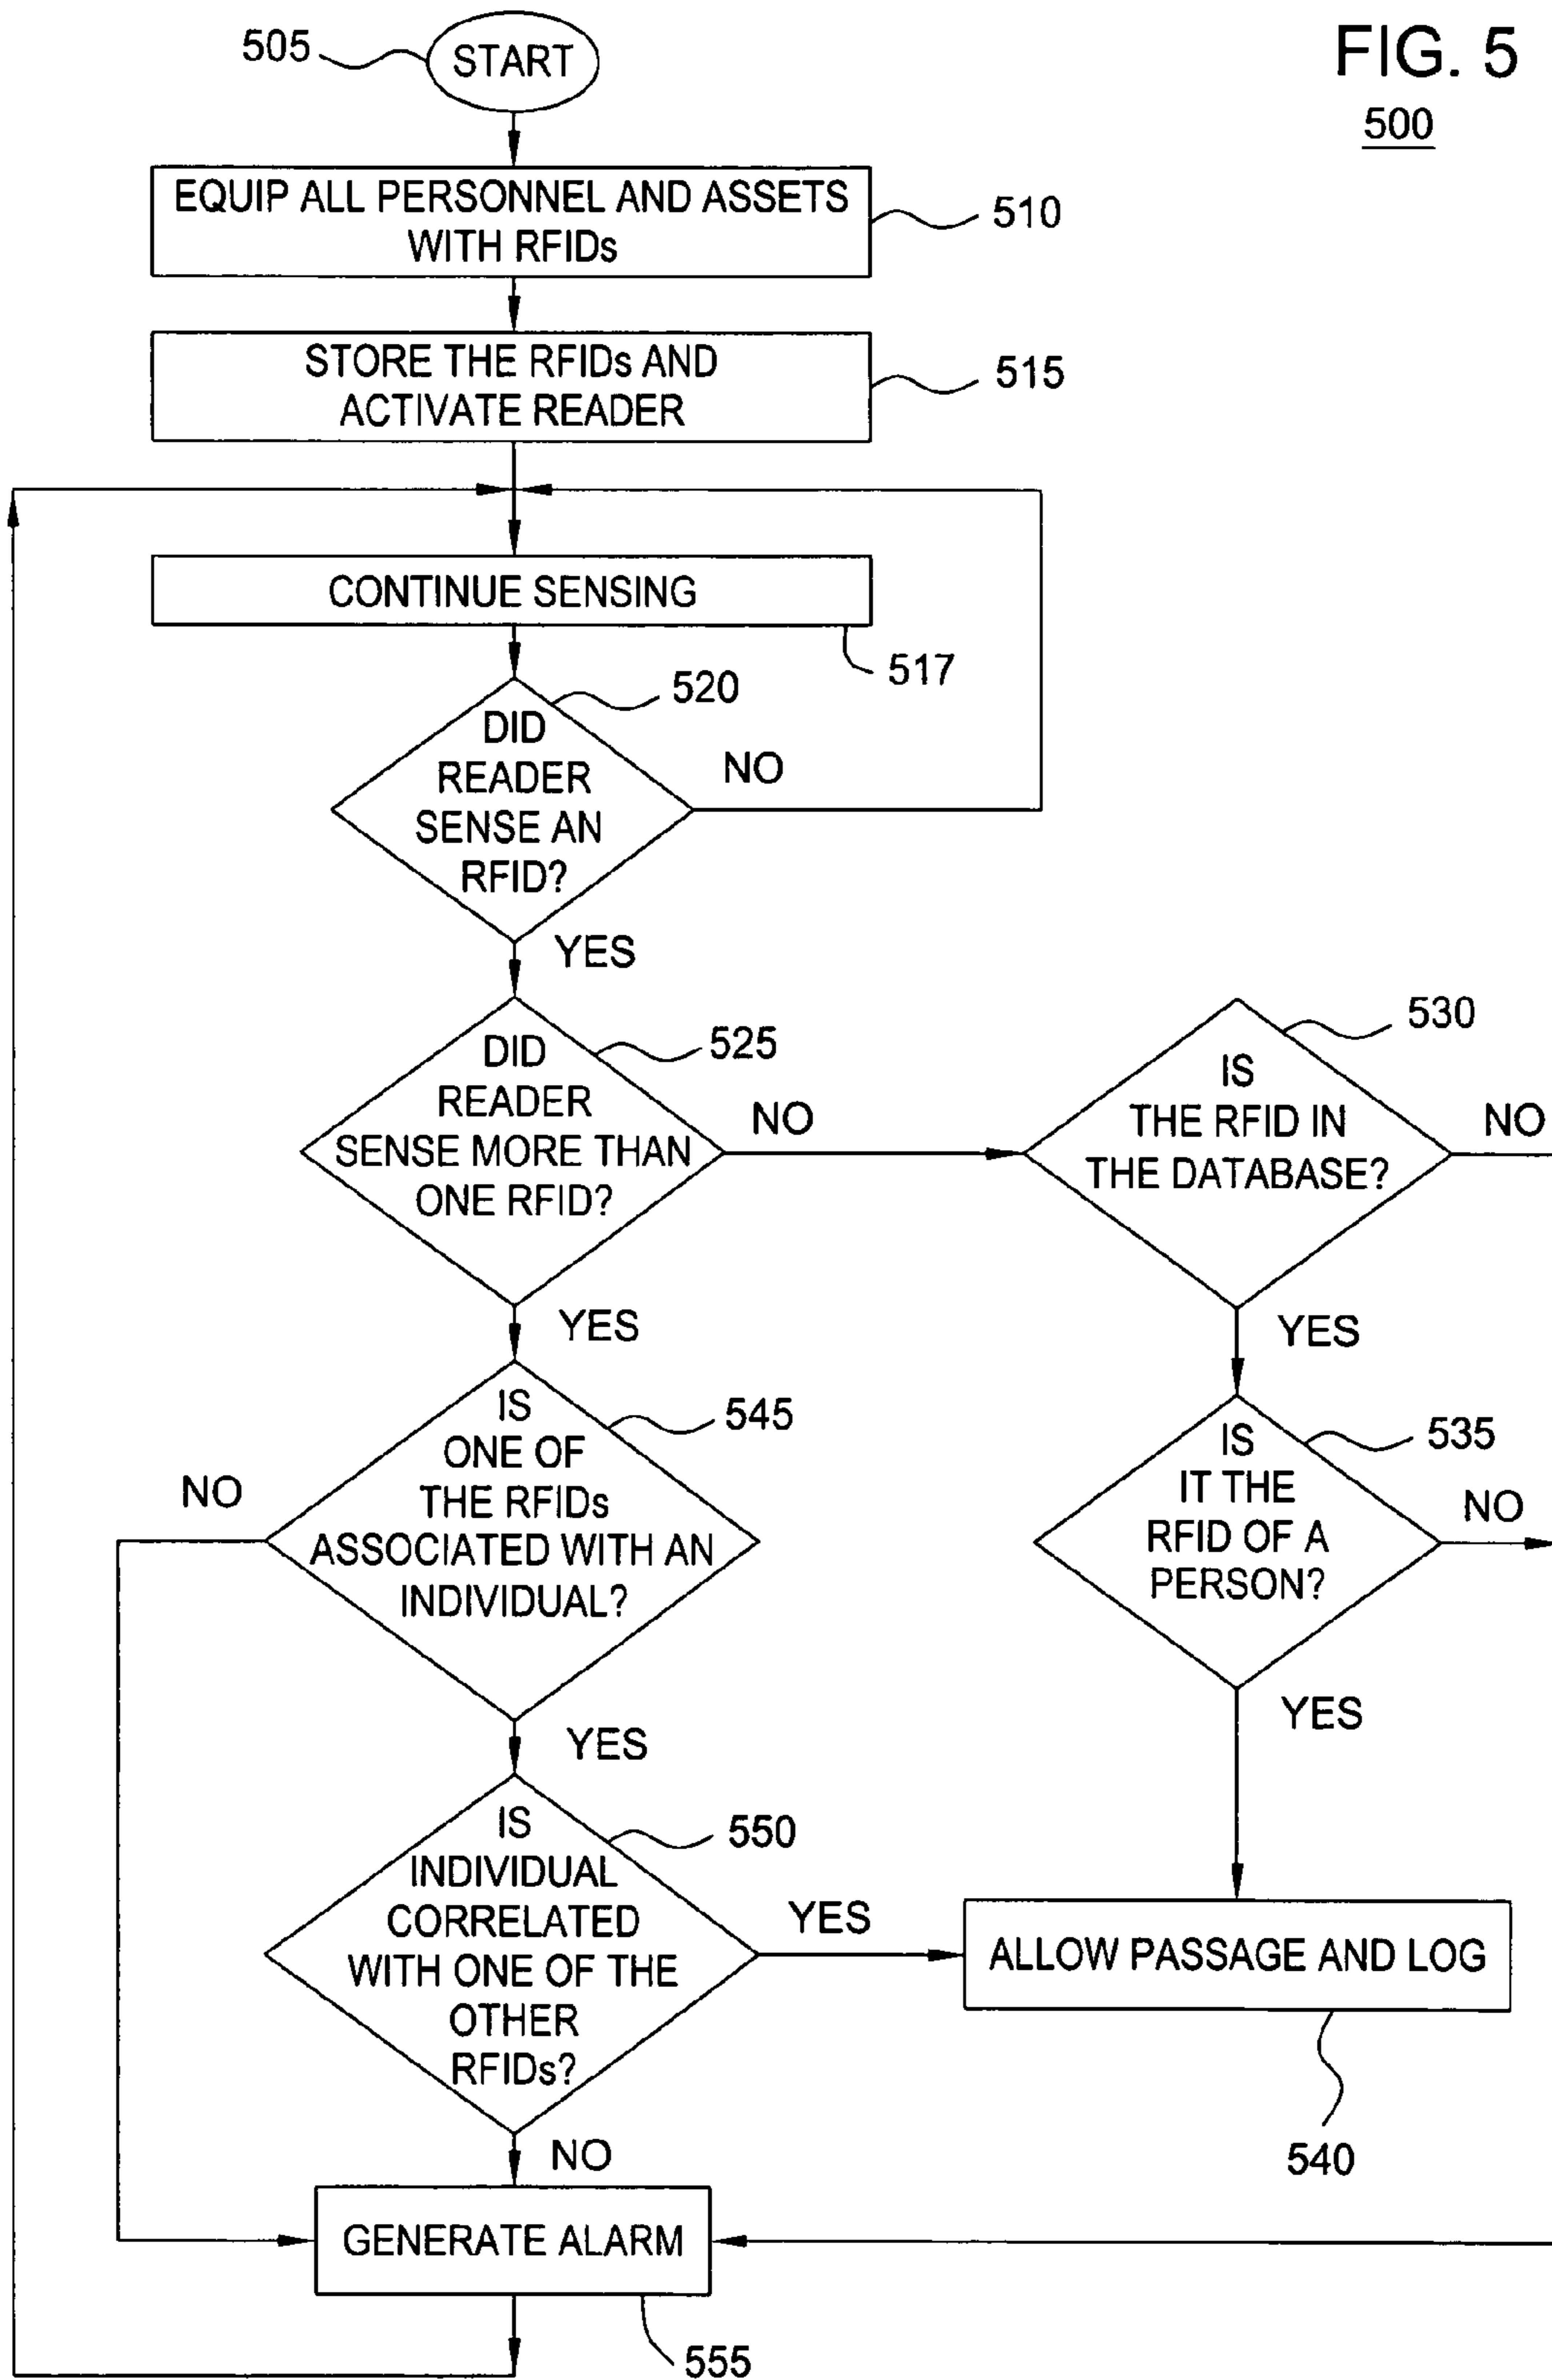 FIG. 5
500
505
START
EQUIP ALL PERSONNEL AND ASSETS
WITH RFIDs
510
STORE THE RFIDs AND
ACTIVATE READER
515
CONTINUE SENSING
517
520
DID
READER
SENSE AN
RFID?
NO
YES
525
DID
READER
SENSE MORE THAN
ONE RFID?
NO
YES
530
IS
THE RFID IN
THE DATABASE?
NO
YES
545
IS
ONE OF
THE RFIDs
ASSOCIATED WITH AN
INDIVIDUAL?
NO
YES
535
IS
IT THE
RFID OF A
PERSON?
NO
YES
550
IS
INDIVIDUAL
CORRELATED
WITH ONE OF THE
OTHER
RFIDs?
YES
NO
ALLOW PASSAGE AND LOG
540
GENERATE ALARM
555